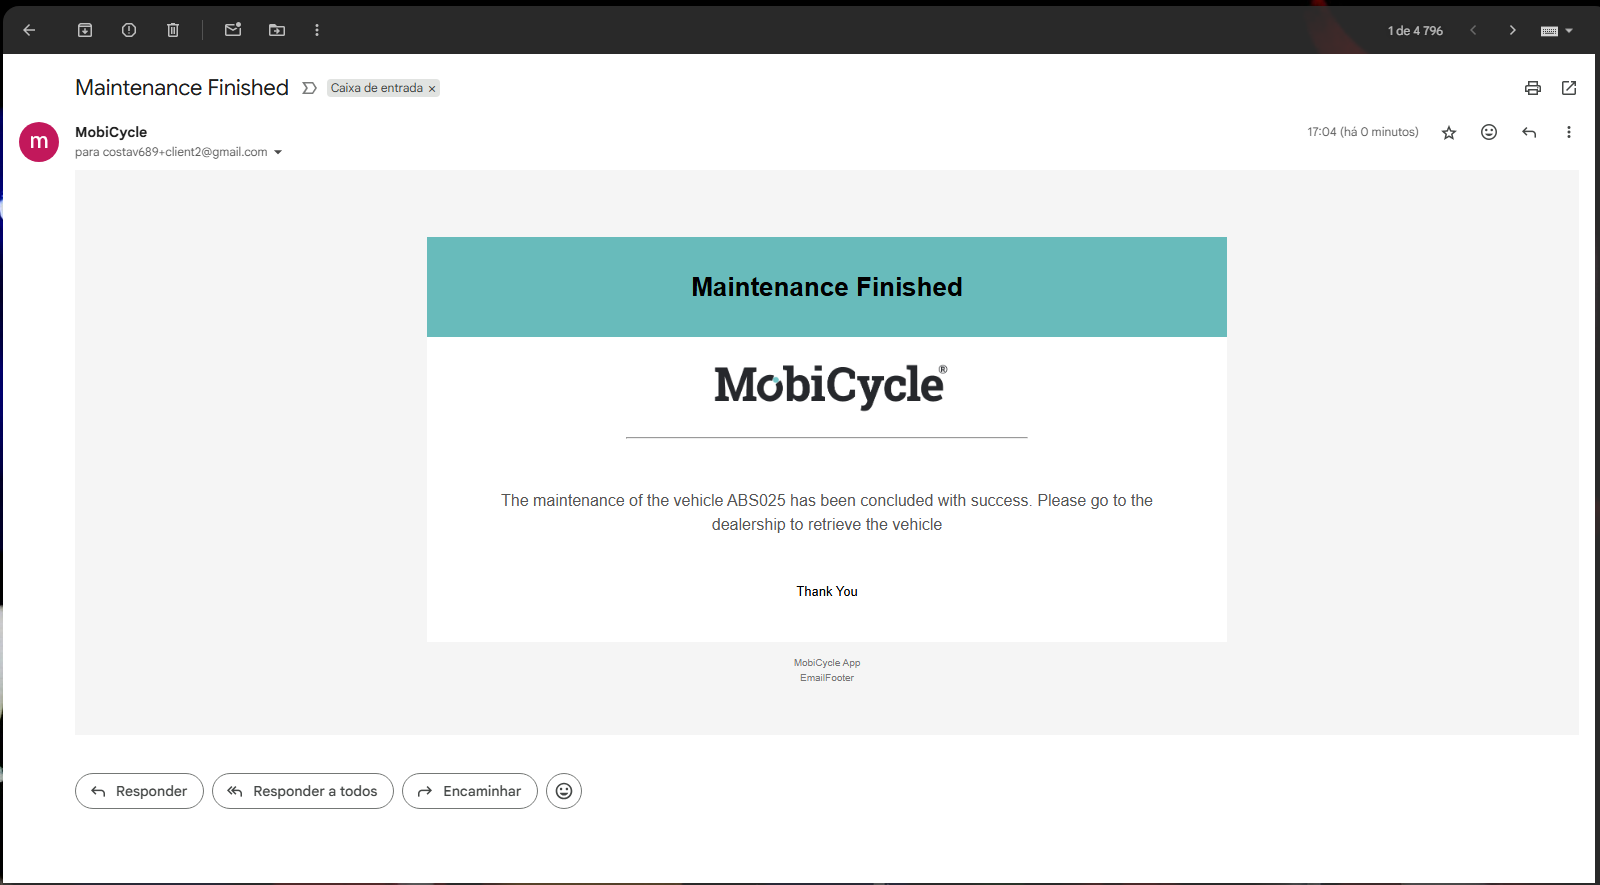 1 de 4 796
Maintenance Finished
Caixa de entrada ×
m
MobiCycle
17:04 (há 0 minutos)
para costav689+client2@gmail.com
Maintenance Finished
MobiCycle®
The maintenance of the vehicle ABS025 has been concluded with success. Please go to the
dealership to retrieve the vehicle
Thank You
MobiCycle App
EmailFooter
Responder
Responder a todos
Encaminhar